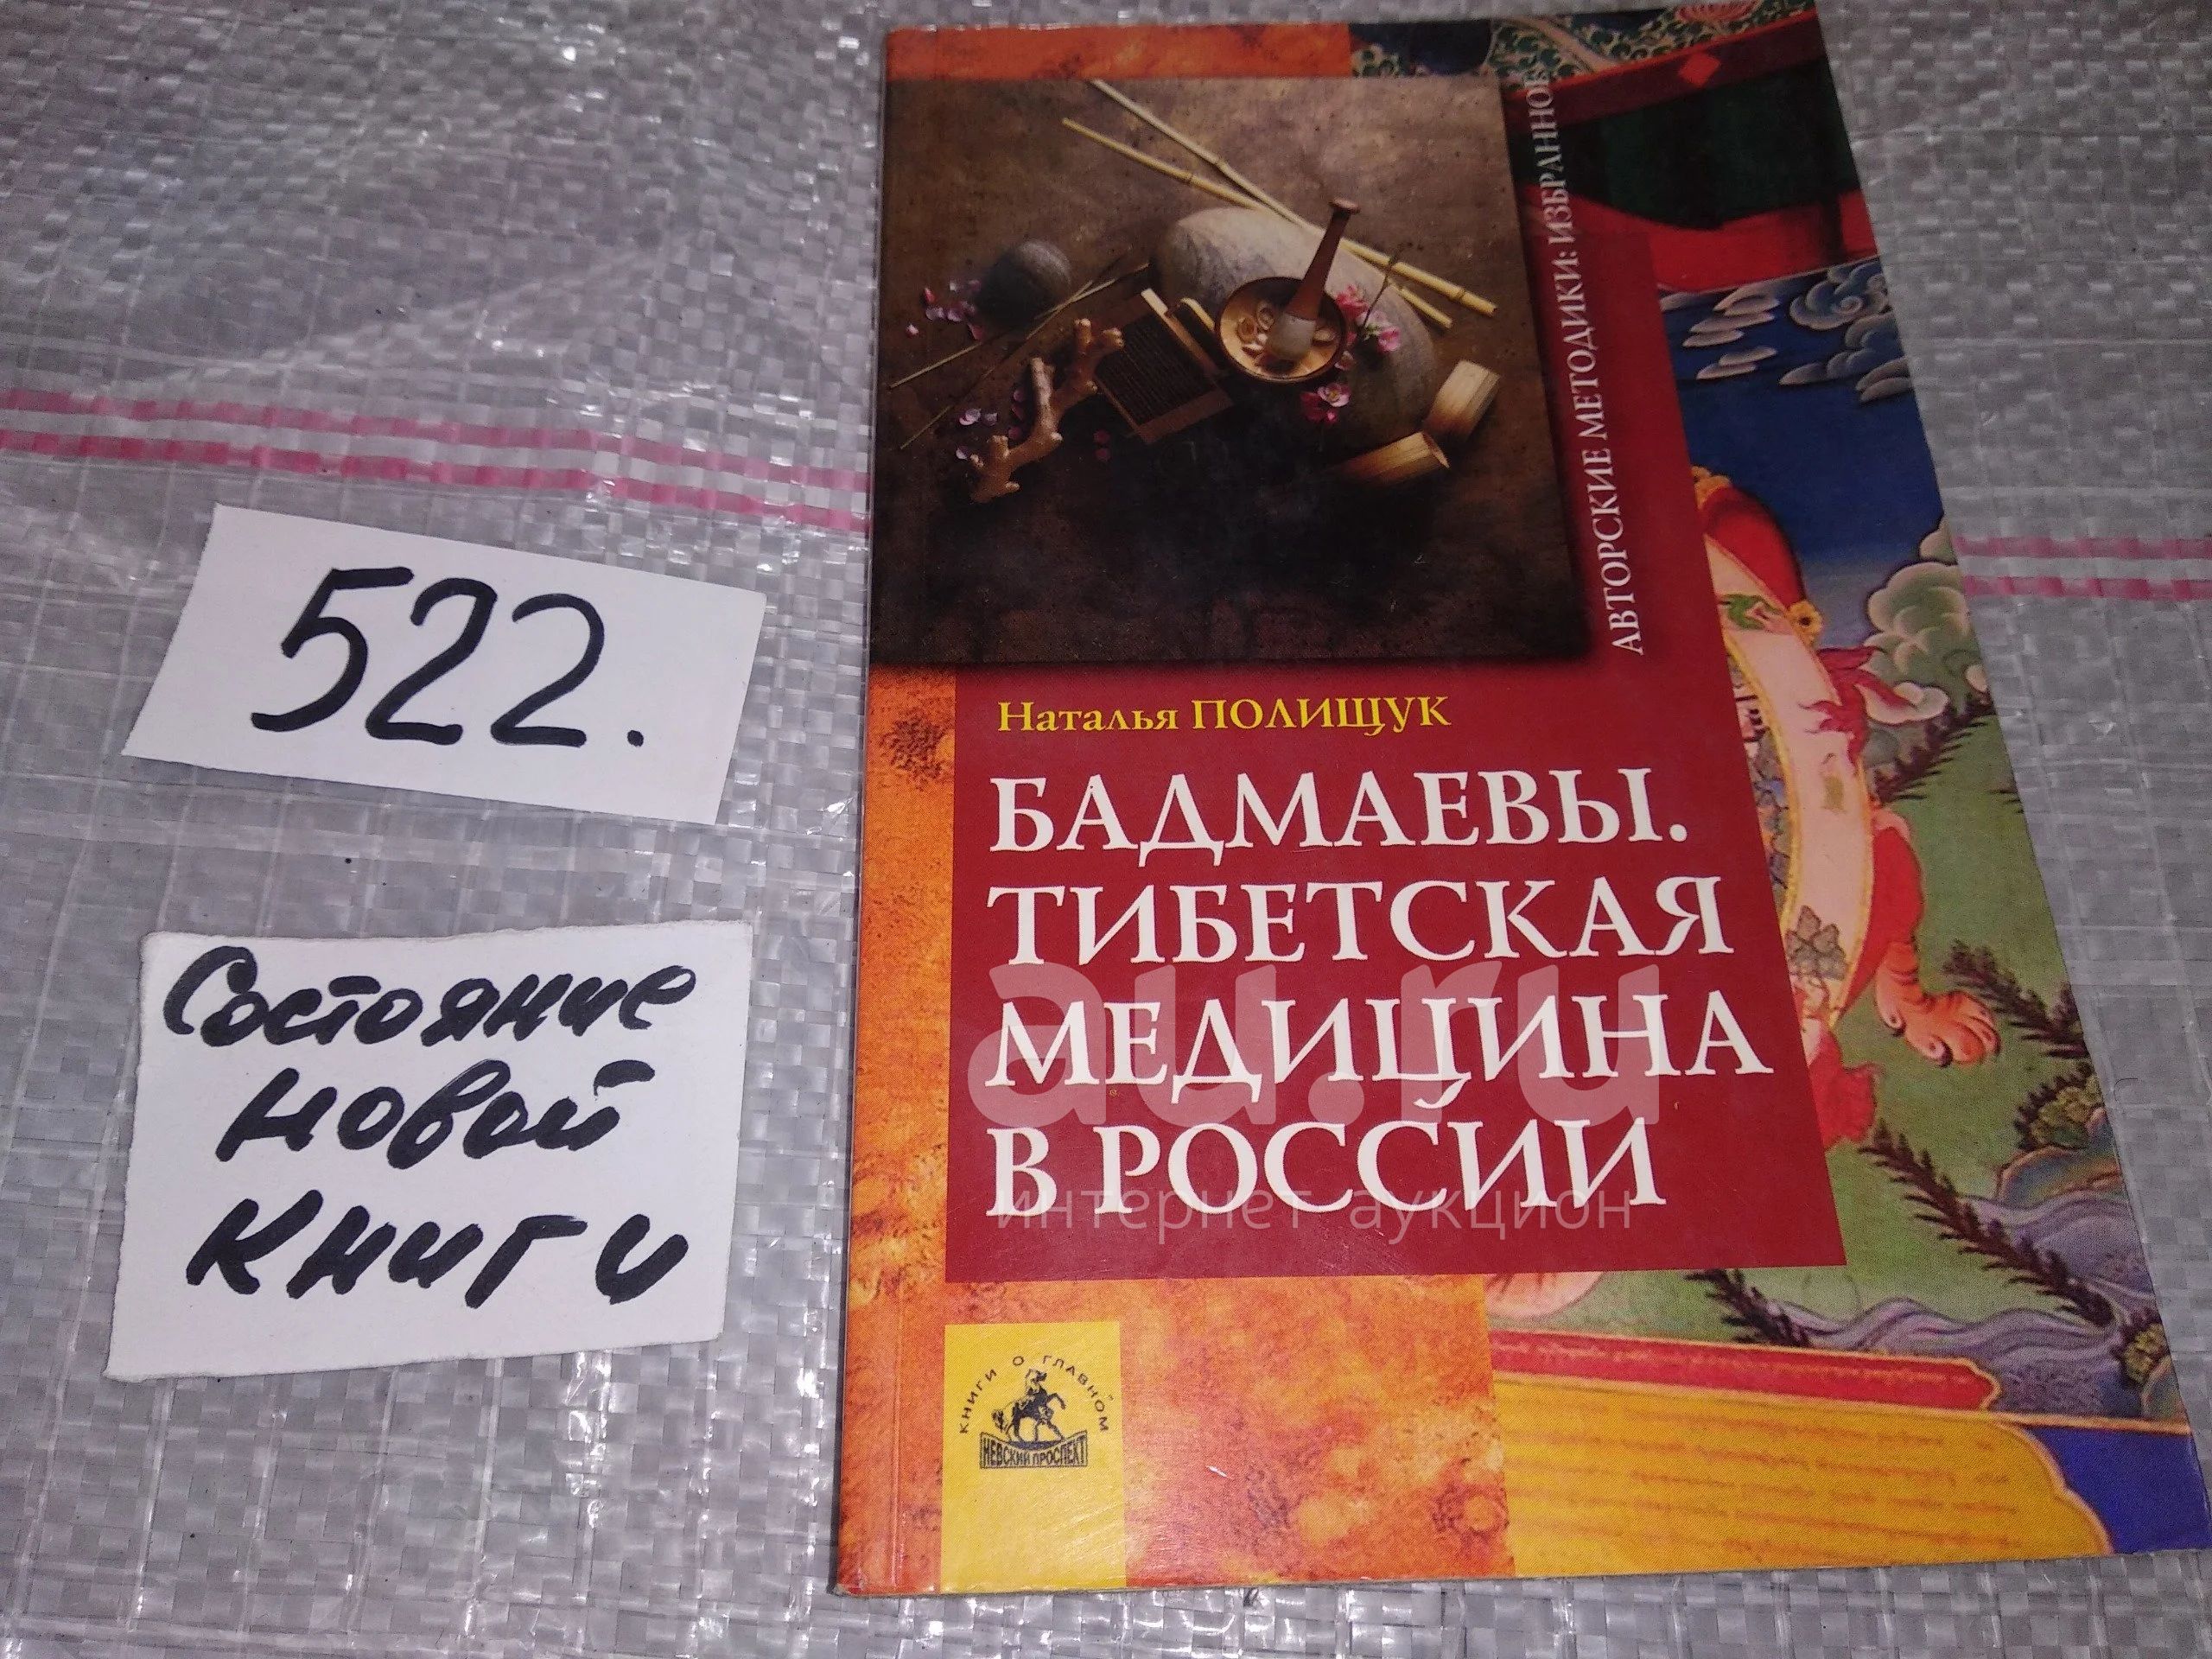 522.
Состояние
новой
книги
АВТОРСКИЕ МЕТОДИКИ: ИЗБРАННОЕ
Наталья ПОЛИЩУК
БАДМАЕВЫ.
ТИБЕТСКАЯ
МЕДИЦИНА
В РОССИИ
au.ru
интернет аукцион
КНИГИ О ГЛАВНОМ
НЕВСКИЙ ПРОСПЕКТ